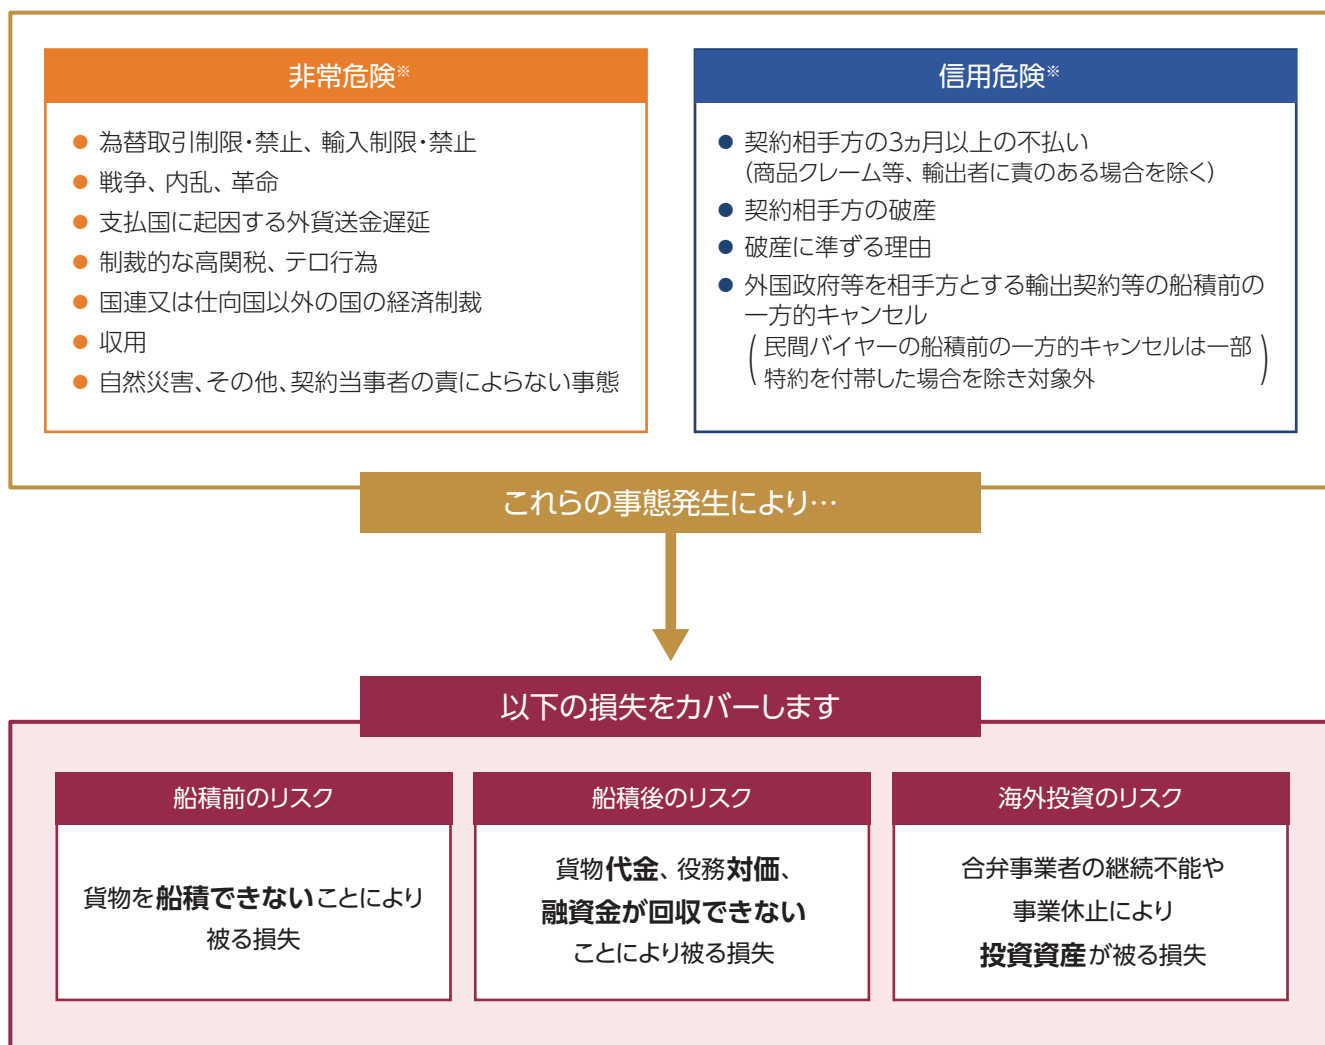 非常危険※
● 為替取引制限・禁止、輸入制限・禁止
● 戦争、内乱、革命
● 支払国に起因する外貨送金遅延
● 制裁的な高関税、テロ行為
● 国連又は仕向国以外の国の経済制裁
● 収用
● 自然災害、その他、契約当事者の責によらない事態
信用危険※
● 契約相手方の3ヵ月以上の不払い
(商品クレーム等、輸出者に責のある場合を除く)
● 契約相手方の破産
● 破産に準ずる理由
● 外国政府等を相手方とする輸出契約等の船積前の
一方的キャンセル
(民間バイヤーの船積前の一方的キャンセルは一部
特約を付帯した場合を除き対象外)
これらの事態発生により…
以下の損失をカバーします
船積前のリスク
貨物を船積できないことにより
被る損失
船積後のリスク
貨物代金、役務対価、
融資金が回収できない
ことにより被る損失
海外投資のリスク
合弁事業者の継続不能や
事業休止により
投資資産が被る損失